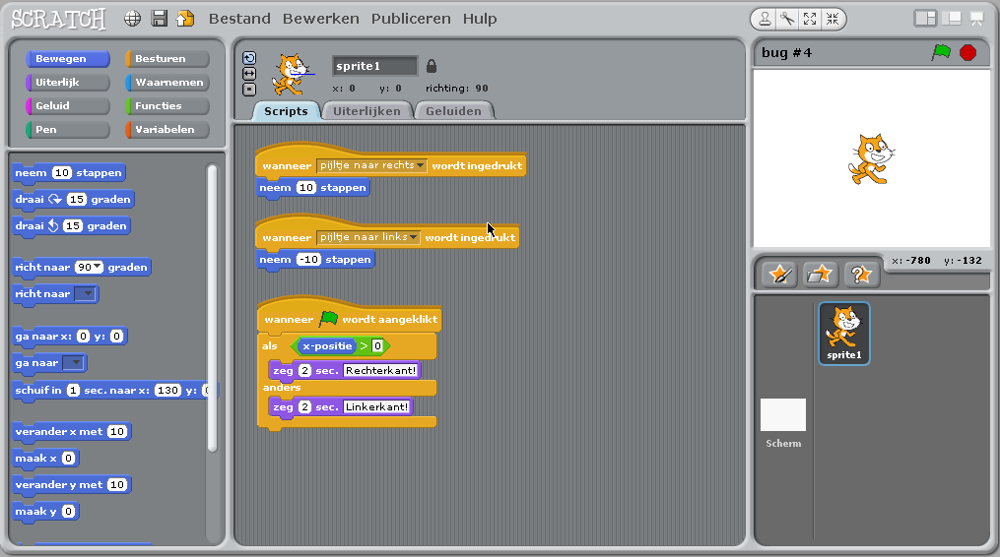 SCRATCH Bestand Bewerken Publiceren Hulp
Bewegen Besturen
Uiterlijk Waarnemen
Geluid Functies
Pen Variabelen
neem 10 stappen
draai 15 graden
draai 15 graden
richt naar 90 graden
richt naar
ga naar x: 0 y: 0
ga naar
schuif in 1 sec. naar x: 130 y:
verander x met 10
maak x 0
verander y met 10
maak y 0
sprite1
x: 0 y: 0 richting: 90
Scripts Uiterlijken Geluiden
wanneer pijltje naar rechts wordt ingedrukt
neem 10 stappen
wanneer pijltje naar links wordt ingedrukt
neem -10 stappen
wanneer wordt aangeklikt
als x-positie > 0
zeg 2 sec. Rechterkant!
anders
zeg 2 sec. Linkerkant!
bug #4
x: -780 y: -132
sprite1
Scherm